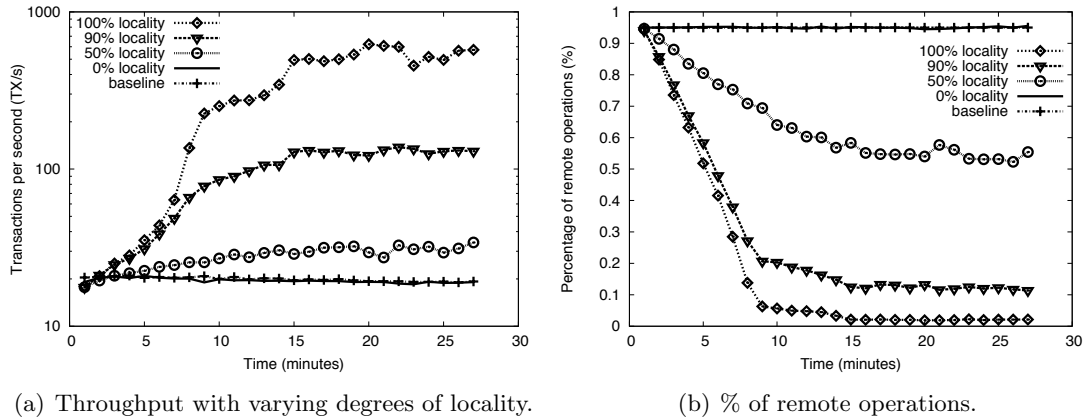 1000
100
10
0 5 10 15 20 25 30
Transactions per second (TX/s)
Time (minutes)
100% locality
90% locality
50% locality
0% locality
baseline
1
0.9
0.8
0.7
0.6
0.5
0.4
0.3
0.2
0.1
0
0 5 10 15 20 25 30
Percentage of remote operations (%)
Time (minutes)
100% locality
90% locality
50% locality
0% locality
baseline
(a) Throughput with varying degrees of locality.
(b) % of remote operations.